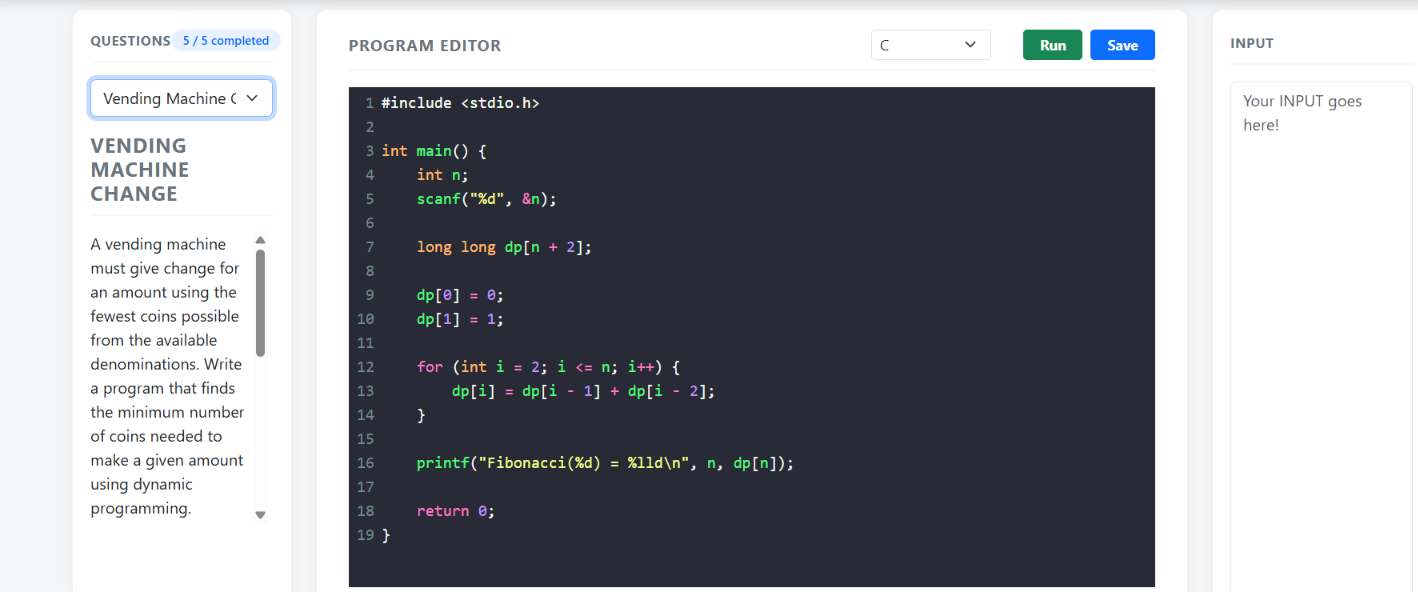 QUESTIONS 5 / 5 completed
Vending Machine C
VENDING
MACHINE
CHANGE
A vending machine
must give change for
an amount using the
fewest coins possible
from the available
denominations. Write
a program that finds
the minimum number
of coins needed to
make a given amount
using dynamic
programming.
PROGRAM EDITOR
C
Run
Save
1 #include <stdio.h>
2
3 int main() {
4     int n;
5     scanf("%d", &n);
6
7     long long dp[n + 2];
8
9     dp[0] = 0;
10     dp[1] = 1;
11
12     for (int i = 2; i <= n; i++) {
13         dp[i] = dp[i - 1] + dp[i - 2];
14     }
15
16     printf("Fibonacci(%d) = %lld\n", n, dp[n]);
17
18     return 0;
19 }
INPUT
Your INPUT goes
here!